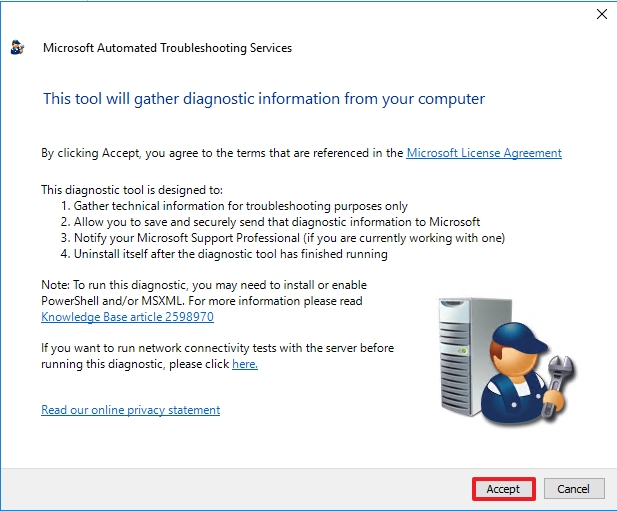 Microsoft Automated Troubleshooting Services
This tool will gather diagnostic information from your computer
By clicking Accept, you agree to the terms that are referenced in the Microsoft License Agreement
This diagnostic tool is designed to:
1. Gather technical information for troubleshooting purposes only
2. Allow you to save and securely send that diagnostic information to Microsoft
3. Notify your Microsoft Support Professional (if you are currently working with one)
4. Uninstall itself after the diagnostic tool has finished running
Note: To run this diagnostic, you may need to install or enable
PowerShell and/or MSXML. For more information please read
Knowledge Base article 2598970
If you want to run network connectivity tests with the server before
running this diagnostic, please click here.
Read our online privacy statement
Accept Cancel